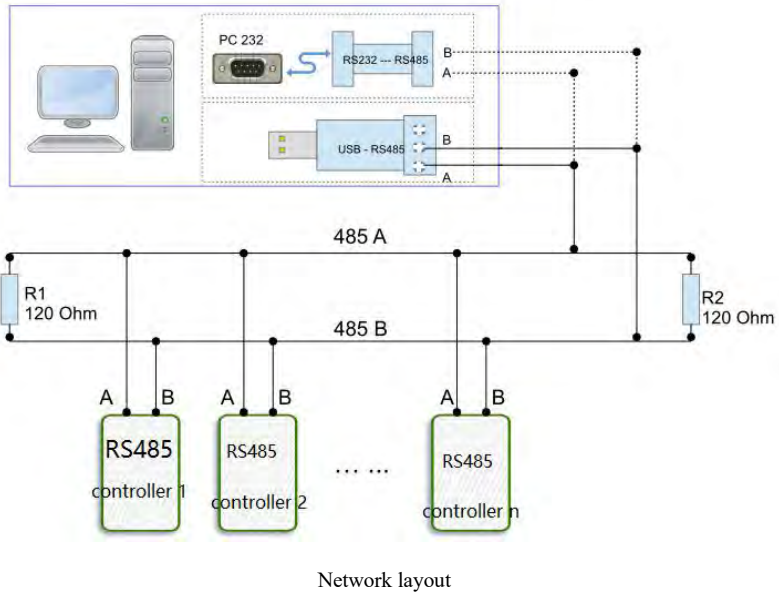 PC 232
RS232 --- RS485
B
A
USB - RS485
B
A
485 A
R1
120 Ohm
R2
120 Ohm
485 B
A
B
A
B
A
B
RS485
controller 1
RS485
controller 2
... ...
RS485
controller n
Network layout